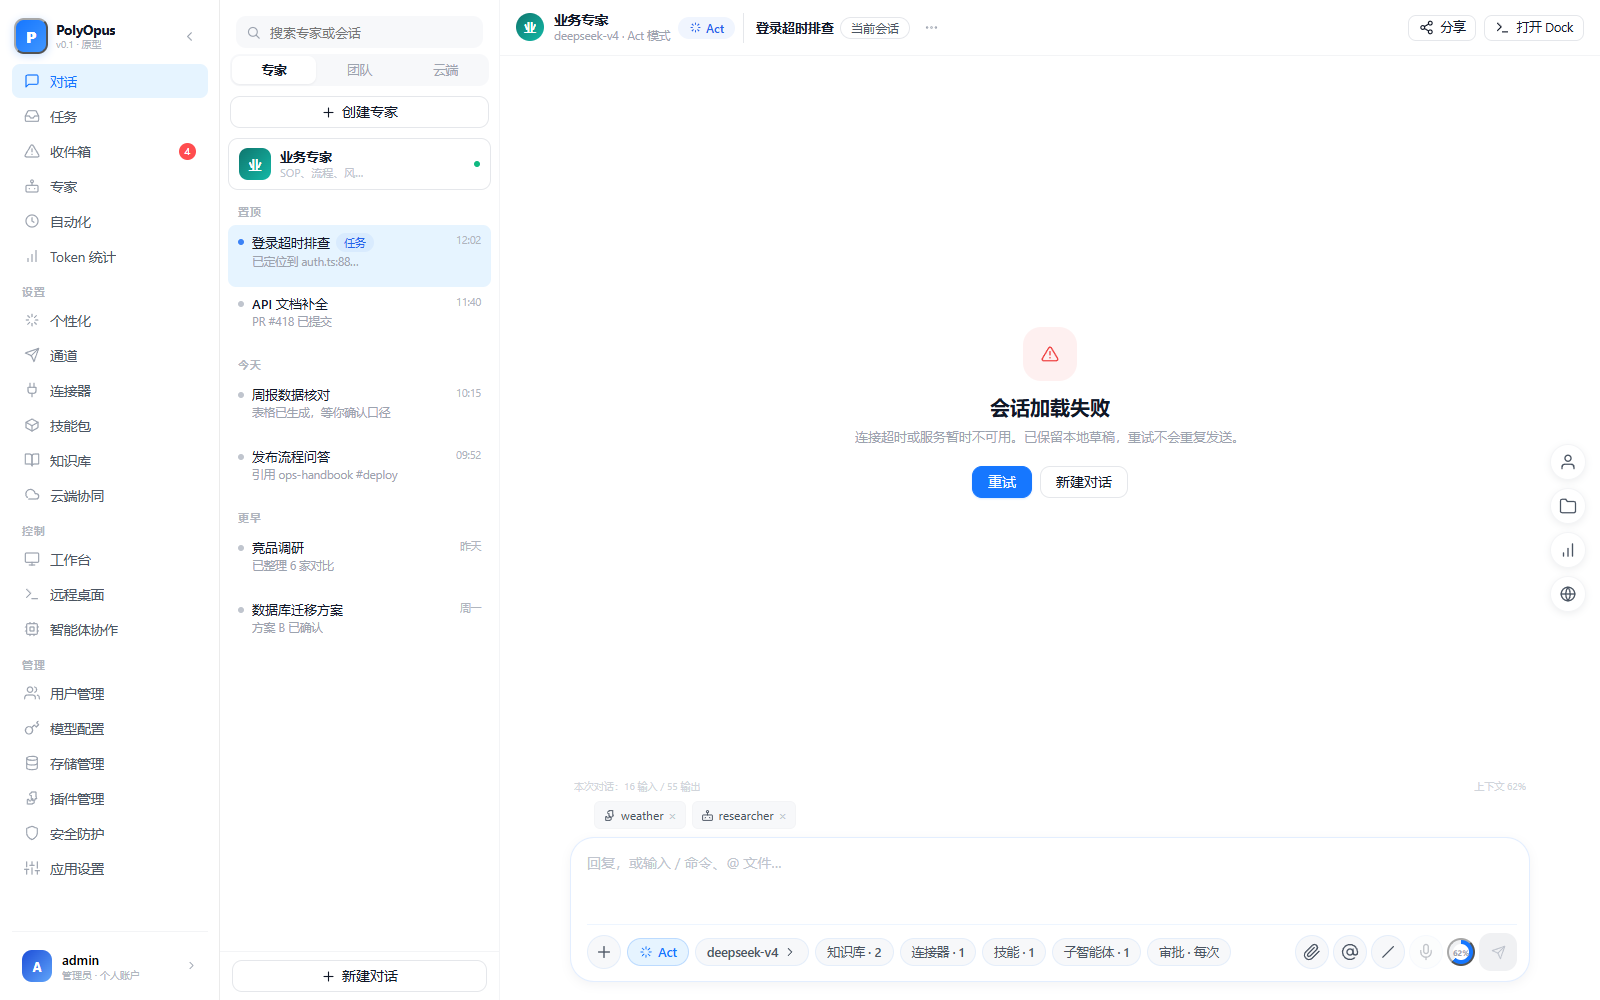 P
PolyOpus
v0.1 · 原型
对话
任务
收件箱
4
专家
自动化
Token 统计
设置
个性化
通道
连接器
技能包
知识库
云端协同
控制
工作台
远程桌面
智能体协作
管理
用户管理
模型配置
存储管理
插件管理
安全防护
应用设置
A
admin
管理员 · 个人账户
搜索专家或会话
专家
团队
云端
创建专家
业务专家
SOP、流程、风...
置顶
登录超时排查
任务
12:02
已定位到 auth.ts:88...
API 文档补全
11:40
PR #418 已提交
今天
周报数据核对
10:15
表格已生成，等你确认口径
发布流程问答
09:52
引用 ops-handbook #deploy
更早
竞品调研
昨天
已整理 6 家对比
数据库迁移方案
周一
方案 B 已确认
新建对话
业务专家
deepseek-v4 · Act 模式
Act
登录超时排查
当前会话
分享
打开 Dock
会话加载失败
连接超时或服务暂时不可用。已保留本地草稿，重试不会重复发送。
重试
新建对话
本次对话：16 输入 / 55 输出
上下文 62%
weather ×
researcher ×
回复，或输入 / 命令、@ 文件...
Act
deepseek-v4
知识库 · 2
连接器 · 1
技能 · 1
子智能体 · 1
审批 · 每次
62%